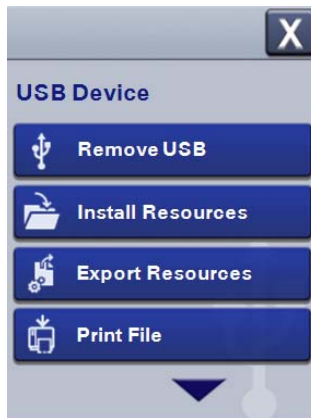 X
USB Device
Remove USB
Install Resources
Export Resources
Print File